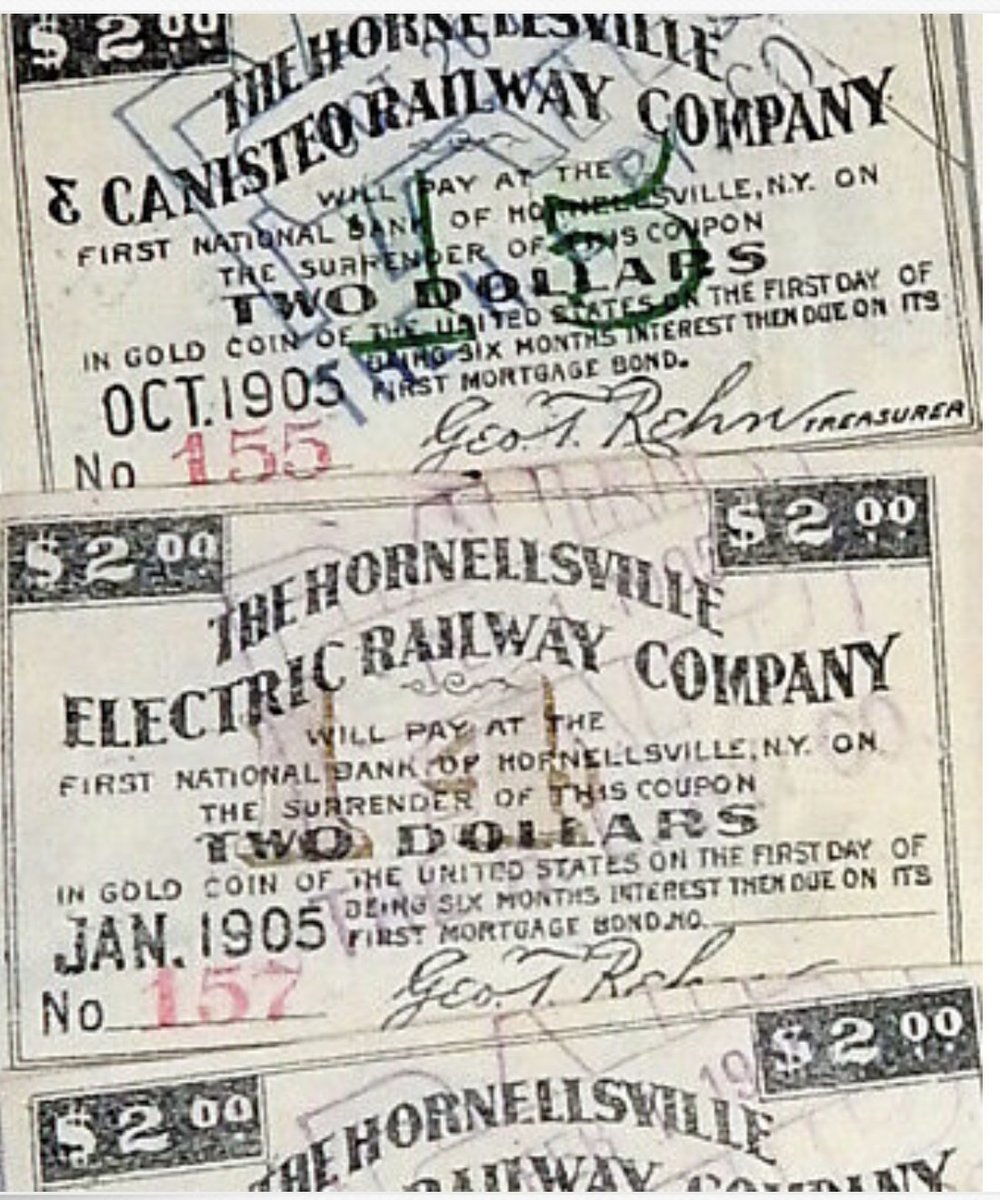 $ 2 00
THE HORNELLSVILLE
& CANISTEO RAILWAY COMPANY
WILL PAY AT THE
FIRST NATIONAL BANK OF HORNELLSVILLE, N.Y. ON
THE SURRENDER OF THIS COUPON
TWO DOLLARS
IN GOLD COIN OF THE UNITED STATES ON THE FIRST DAY OF
OCT. 1905 BEING SIX MONTHS INTEREST THEN DUE ON ITS
FIRST MORTGAGE BOND.
No 155 Geo. T. Rehn TREASURER
15
$ 2 00 $ 2 00
THE HORNELLSVILLE
ELECTRIC RAILWAY COMPANY
WILL PAY AT THE
FIRST NATIONAL BANK OF HORNELLSVILLE, N.Y. ON
THE SURRENDER OF THIS COUPON
TWO DOLLARS
IN GOLD COIN OF THE UNITED STATES ON THE FIRST DAY OF
JAN. 1905 BEING SIX MONTHS INTEREST THEN DUE ON ITS
FIRST MORTGAGE BOND. NO.
No 157 Geo. T. Reh
14
$ 2 00 $ 2 00
THE HORNELLSVILLE
RAILWAY COMPANY